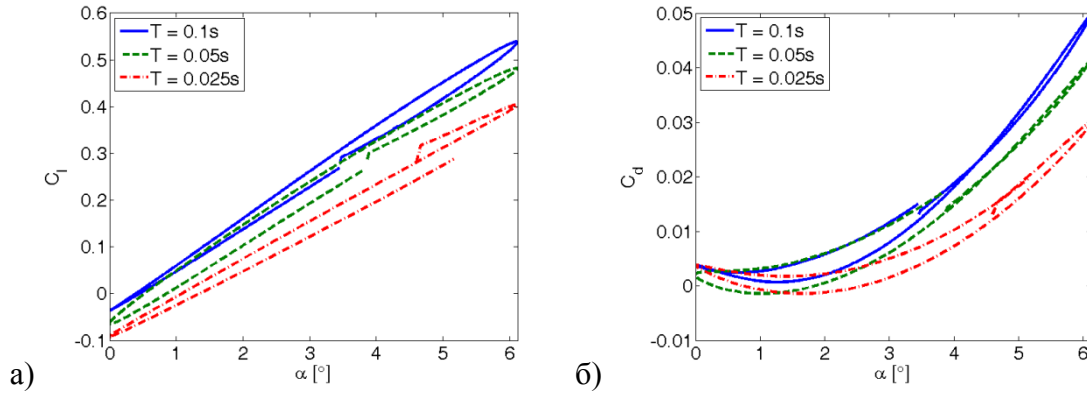 0.6
0.5
0.4
0.3
0.2
0.1
0
-0.1
C_l
T = 0.1s
T = 0.05s
T = 0.025s
0 1 2 3 4 5 6
α [°]
а)
0.05
0.04
0.03
0.02
0.01
0
-0.01
C_d
T = 0.1s
T = 0.05s
T = 0.025s
0 1 2 3 4 5 6
α [°]
б)